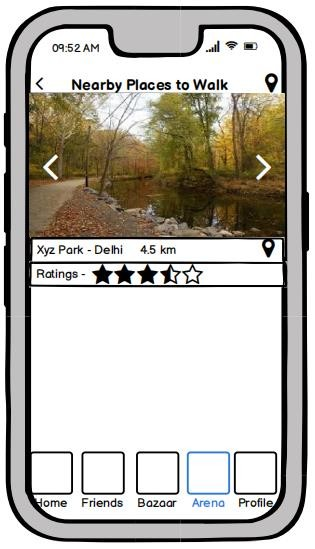 09:52 AM
Nearby Places to Walk
Xyz Park - Delhi 4.5 km
Ratings -
Home Friends Bazaar Arena Profile